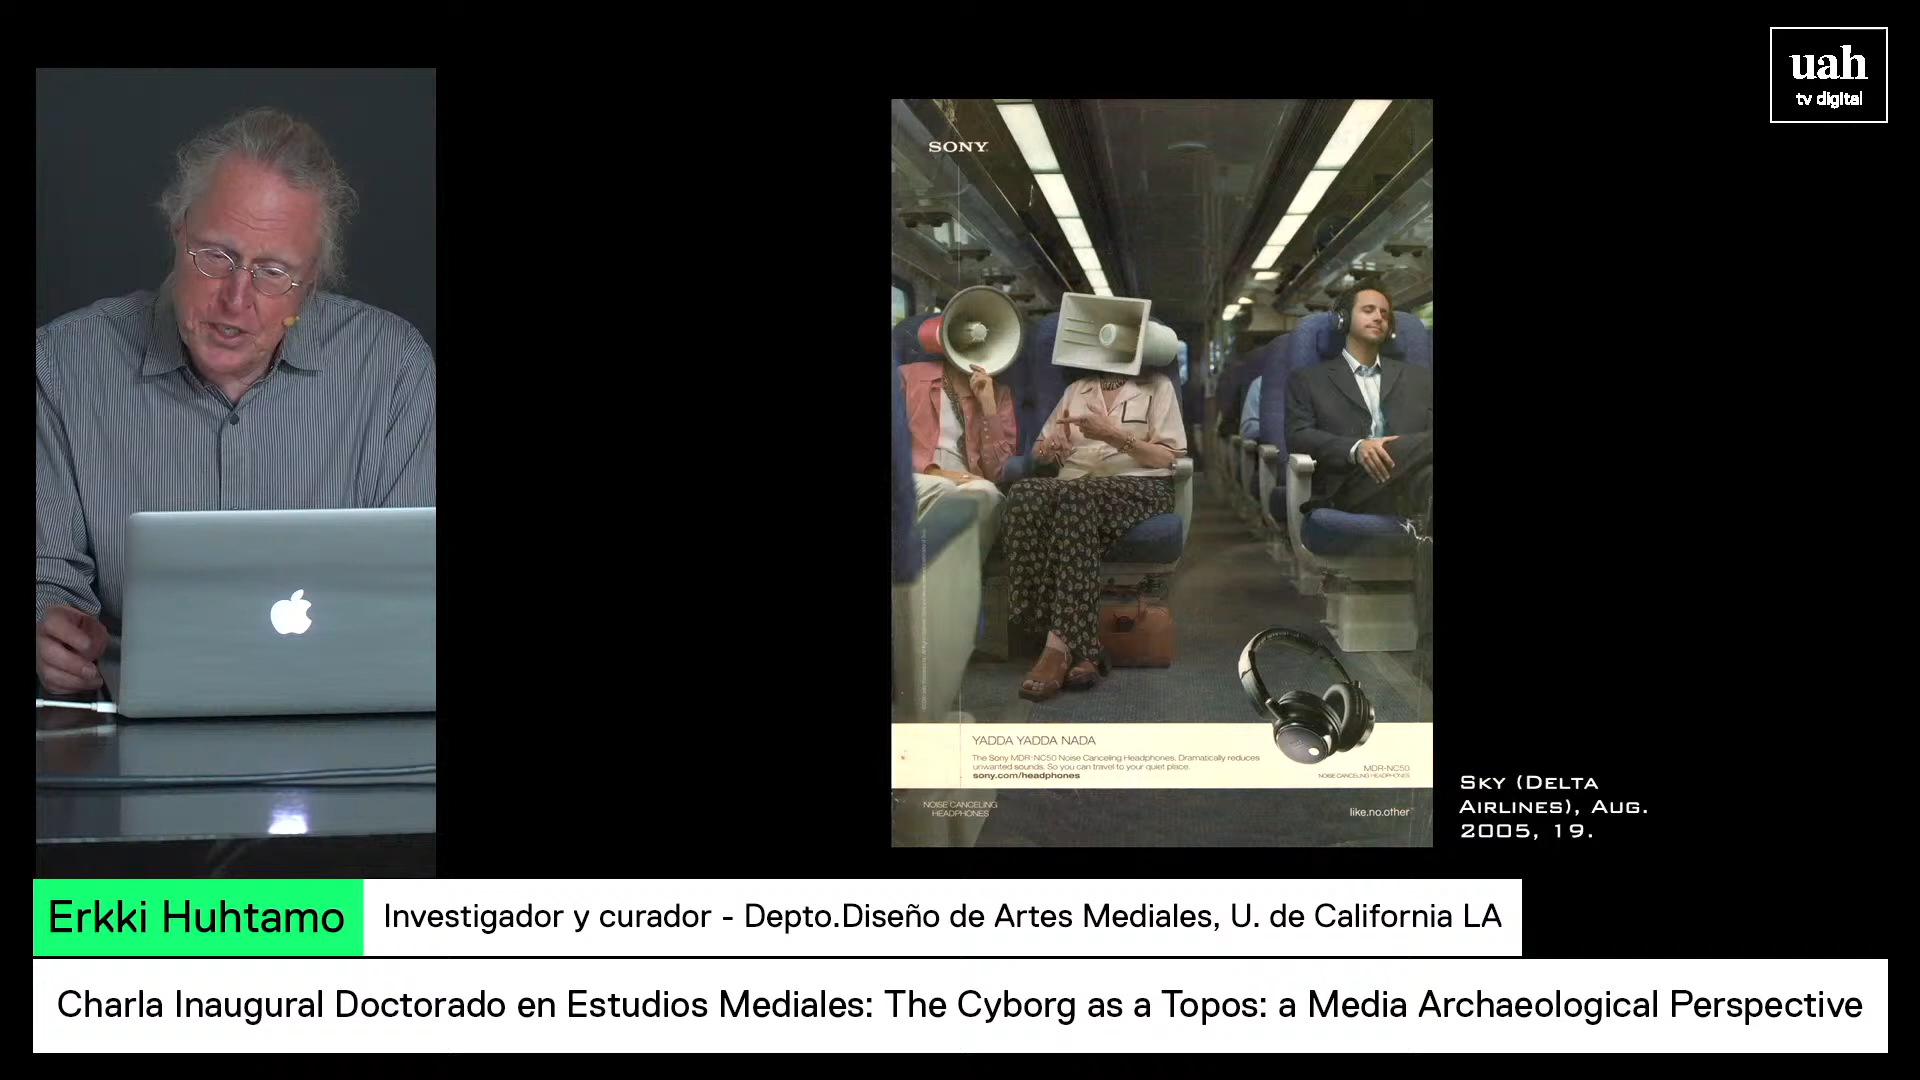 uah
tv digital
SONY
YADDA YADDA NADA
The Sony MDR-NC50 Noise Canceling Headphones. Dramatically reduces
unwanted sounds. So you can travel to your quiet place.
sony.com/headphones
MDR-NC50
NOISE CANCELING HEADPHONES
NOISE CANCELING
HEADPHONES
like.no.other
Sky (Delta
Airlines), Aug.
2005, 19.
Erkki Huhtamo
Investigador y curador - Depto.Diseño de Artes Mediales, U. de California LA
Charla Inaugural Doctorado en Estudios Mediales: The Cyborg as a Topos: a Media Archaeological Perspective